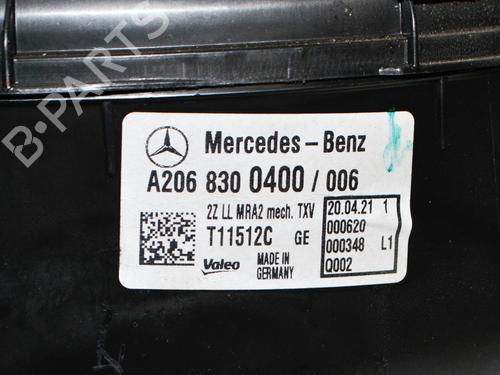 Mercedes-Benz
A206 830 0400 / 006
2Z LL MRA2 mech. TXV
T11512C GE
Valeo
MADE IN
GERMANY
20.04.21 1
000620
000348 L1
Q002
B-PARTS